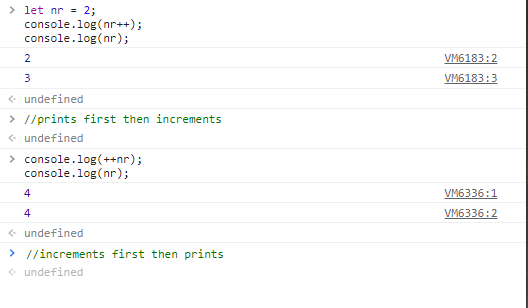 let nr = 2;
console.log(nr++);
console.log(nr);
2 VM6183:2
3 VM6183:3
undefined
//prints first then increments
undefined
console.log(++nr);
console.log(nr);
4 VM6336:1
4 VM6336:2
undefined
//increments first then prints
undefined